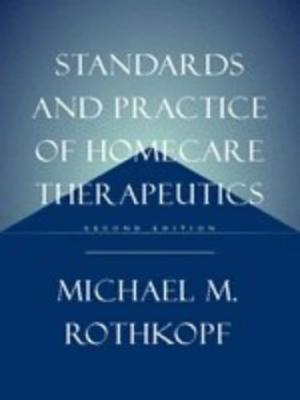 STANDARDS
AND PRACTICE
OF HOMECARE
THERAPEUTICS
SECOND EDITION
MICHAEL M.
ROTHKOPF